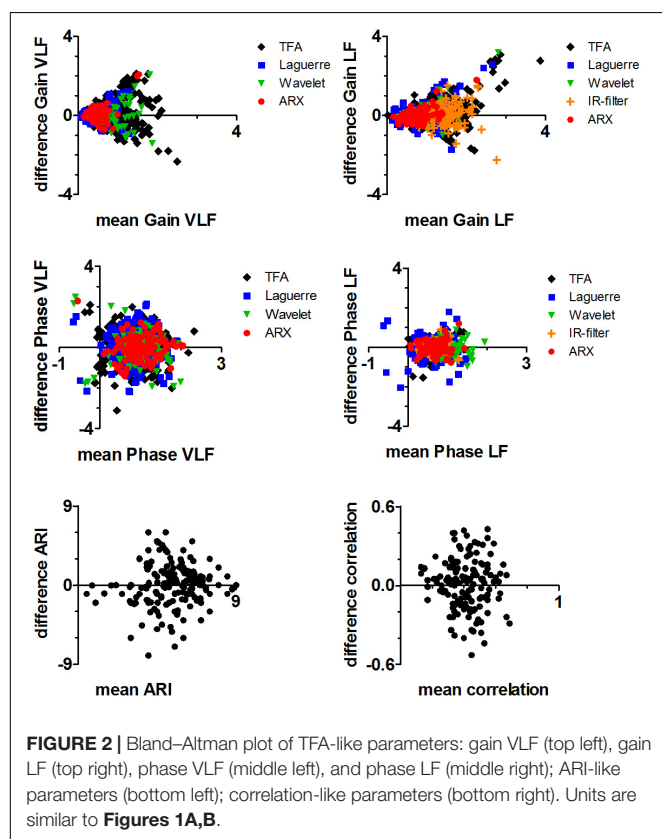 difference Gain VLF
4
0
-4
4
mean Gain VLF
TFA
Laguerre
Wavelet
ARX
difference Gain LF
4
0
-4
4
mean Gain LF
TFA
Laguerre
Wavelet
IR-filter
ARX
difference Phase VLF
4
-1
3
-4
mean Phase VLF
TFA
Laguerre
Wavelet
ARX
difference Phase LF
4
-1
3
-4
mean Phase LF
TFA
Laguerre
Wavelet
IR-filter
ARX
difference ARI
9
0
9
-9
mean ARI
difference correlation
0.6
0.0
1
-0.6
mean correlation
FIGURE 2 | Bland–Altman plot of TFA-like parameters: gain VLF (top left), gain
LF (top right), phase VLF (middle left), and phase LF (middle right); ARI-like
parameters (bottom left); correlation-like parameters (bottom right). Units are
similar to Figures 1A,B.